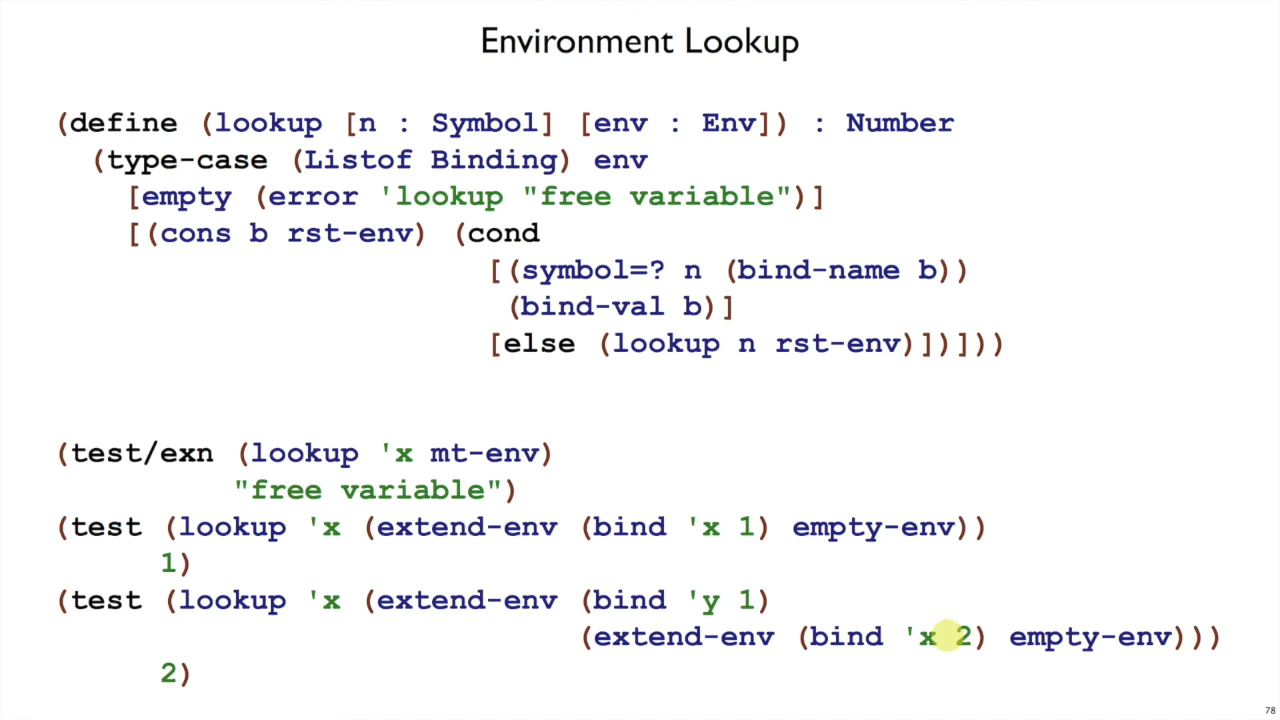 Environment Lookup
(define (lookup [n : Symbol] [env : Env]) : Number
(type-case (Listof Binding) env
[empty (error 'lookup "free variable")]
[(cons b rst-env) (cond
[(symbol=? n (bind-name b))
(bind-val b)]
[else (lookup n rst-env)])]))
(test/exn (lookup 'x mt-env)
"free variable")
(test (lookup 'x (extend-env (bind 'x 1) empty-env))
1)
(test (lookup 'x (extend-env (bind 'y 1)
(extend-env (bind 'x 2) empty-env)))
2)
78